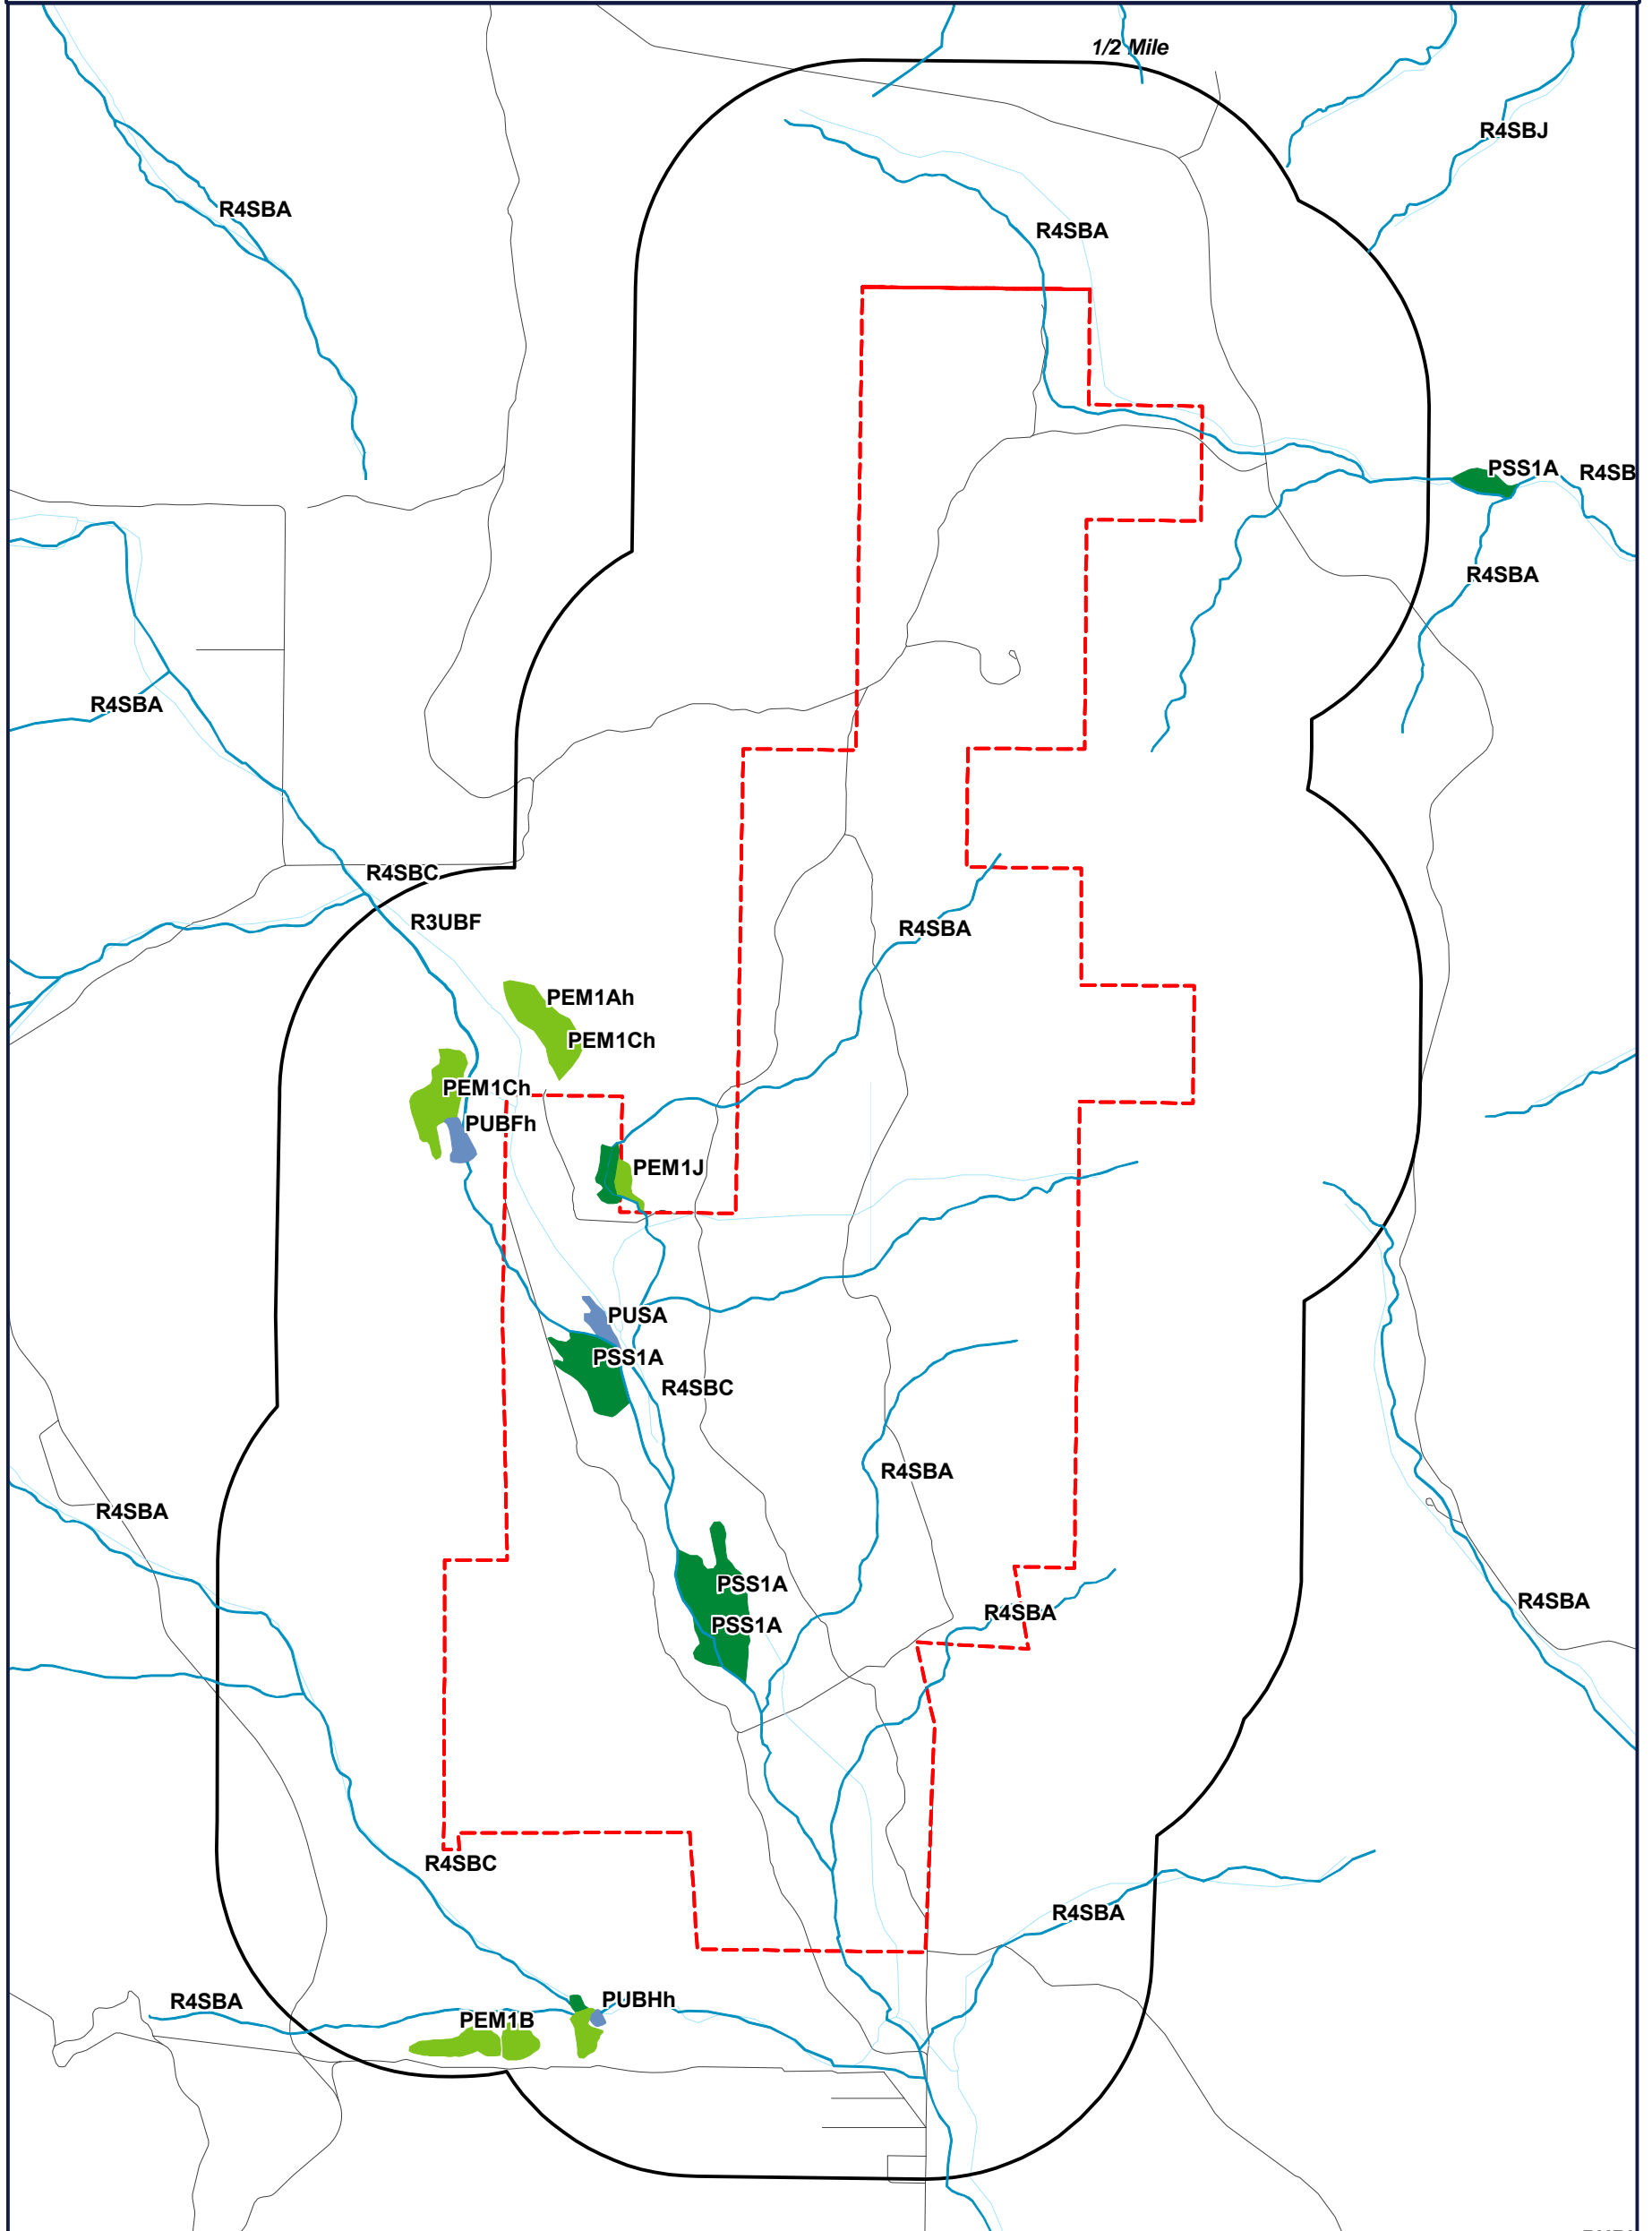 1/2 Mile
R4SBJ
R4SBA
R4SBA
PSS1A
R4SB
R4SBA
R4SBA
R4SBC
R3UBF
R4SBA
PEM1Ah
PEM1Ch
PEM1Ch
PUBFh
PEM1J
PUSA
PSS1A
R4SBC
R4SBA
R4SBA
PSS1A
R4SBA
R4SBA
PSS1A
R4SBC
R4SBA
R4SBA
PUBHh
PEM1B